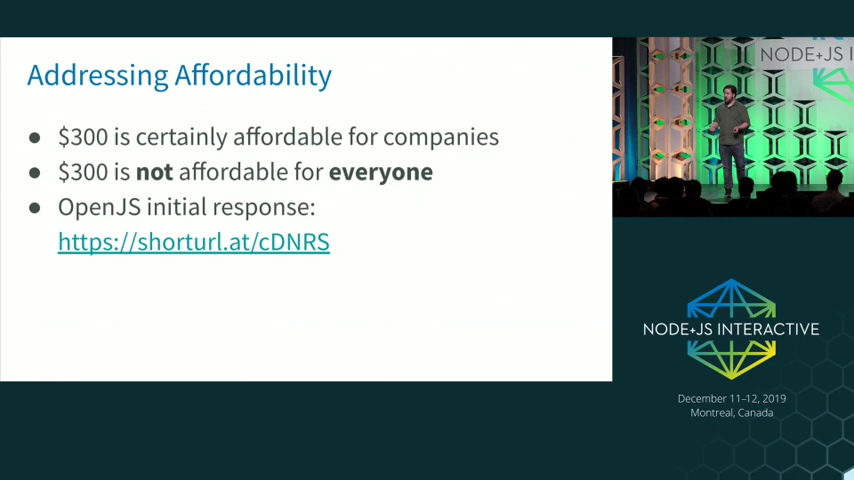 Addressing Affordability
● $300 is certainly affordable for companies
● $300 is not affordable for everyone
● OpenJS initial response:
https://shorturl.at/cDNRS
NODE+JS I
NODE+JS INTERACTIVE
December 11–12, 2019
Montreal, Canada